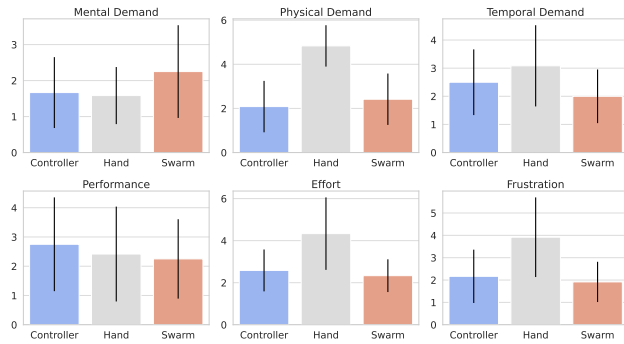 Mental Demand
Physical Demand
Temporal Demand
3
2
1
0
6
4
2
0
4
3
2
1
0
Controller Hand Swarm
Controller Hand Swarm
Controller Hand Swarm
Performance
Effort
Frustration
4
3
2
1
0
6
4
2
0
5
4
3
2
1
0
Controller Hand Swarm
Controller Hand Swarm
Controller Hand Swarm